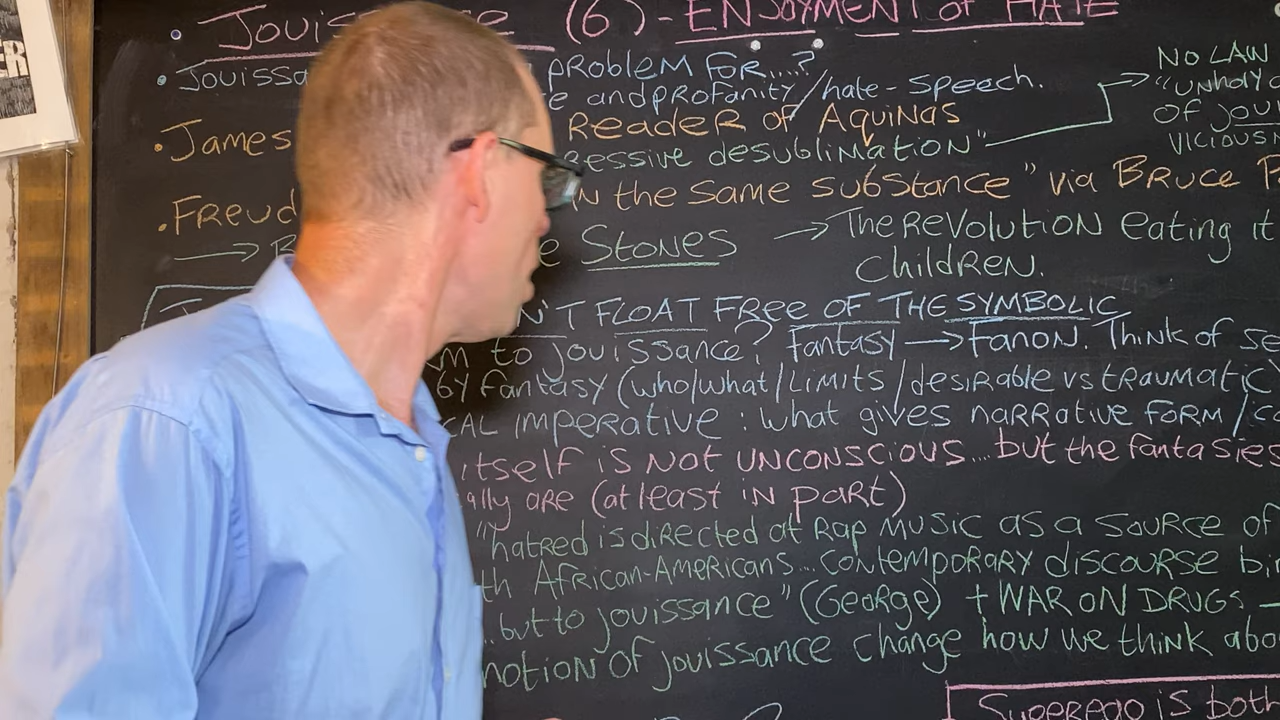 ER
Joui (6) - ENJOYMENT of HATE
• Jouissa PROBLEM FOR....?
e and profanity/hate-speech.
• James READER OF Aquinas
essive desublimation" →
NO LAW
"unholy
OF JOUI
VICIOUS
• FREUD IN the same substance" via BRUCE
→ e STONES → The Revolution eating it
children.
N'T FLOAT FREE OF THE SYMBOLIC
m to jouissance? Fantasy → Fanon. Think of se
by fantasy (who/what/Limits/desirable vs traumatic)
CAL IMPERATIVE: what gives narrative form/
itself is NOT UNCONSCIOUS... but the fantasies
ally are (at least in part)
"hatred is directed at Rap Music as a source of
th African-Americans... contemporary discourse bi
..but to jouissance" (George) + WAR ON DRUGS –
notion of jouissance change how we think abo
Superego is both